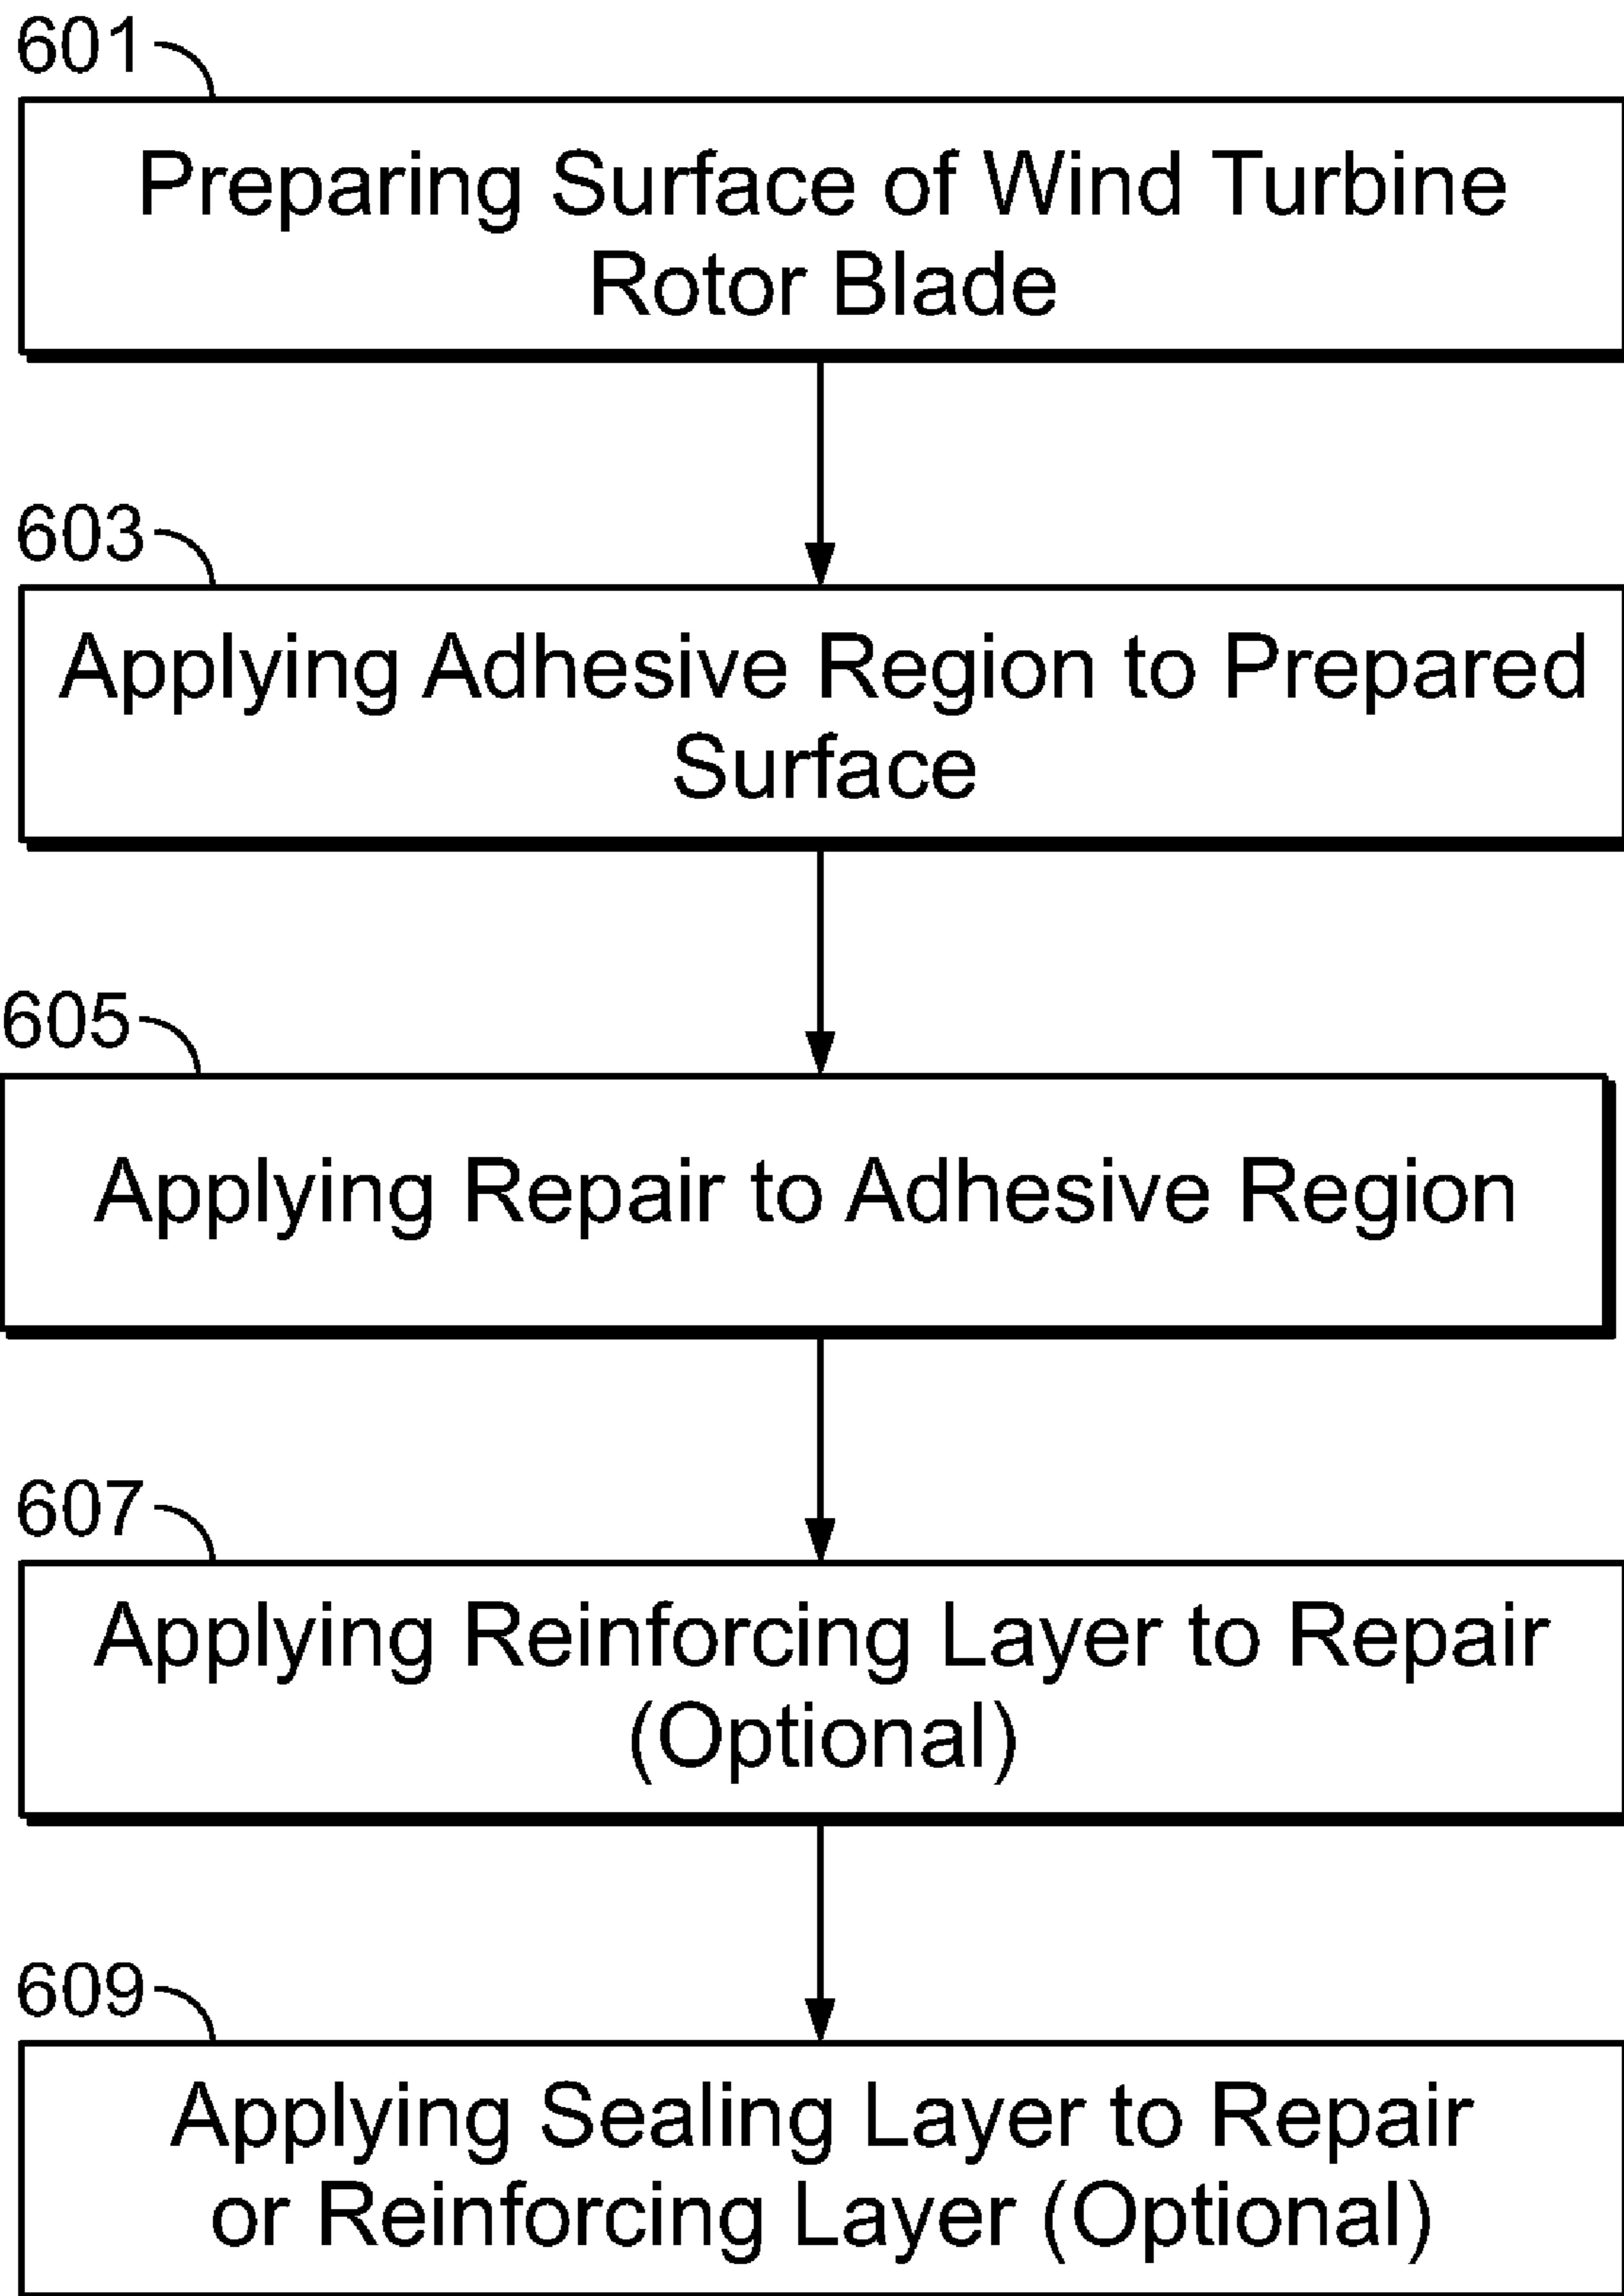 601
Preparing Surface of Wind Turbine
Rotor Blade
603
Applying Adhesive Region to Prepared
Surface
605
Applying Repair to Adhesive Region
607
Applying Reinforcing Layer to Repair
(Optional)
609
Applying Sealing Layer to Repair
or Reinforcing Layer (Optional)